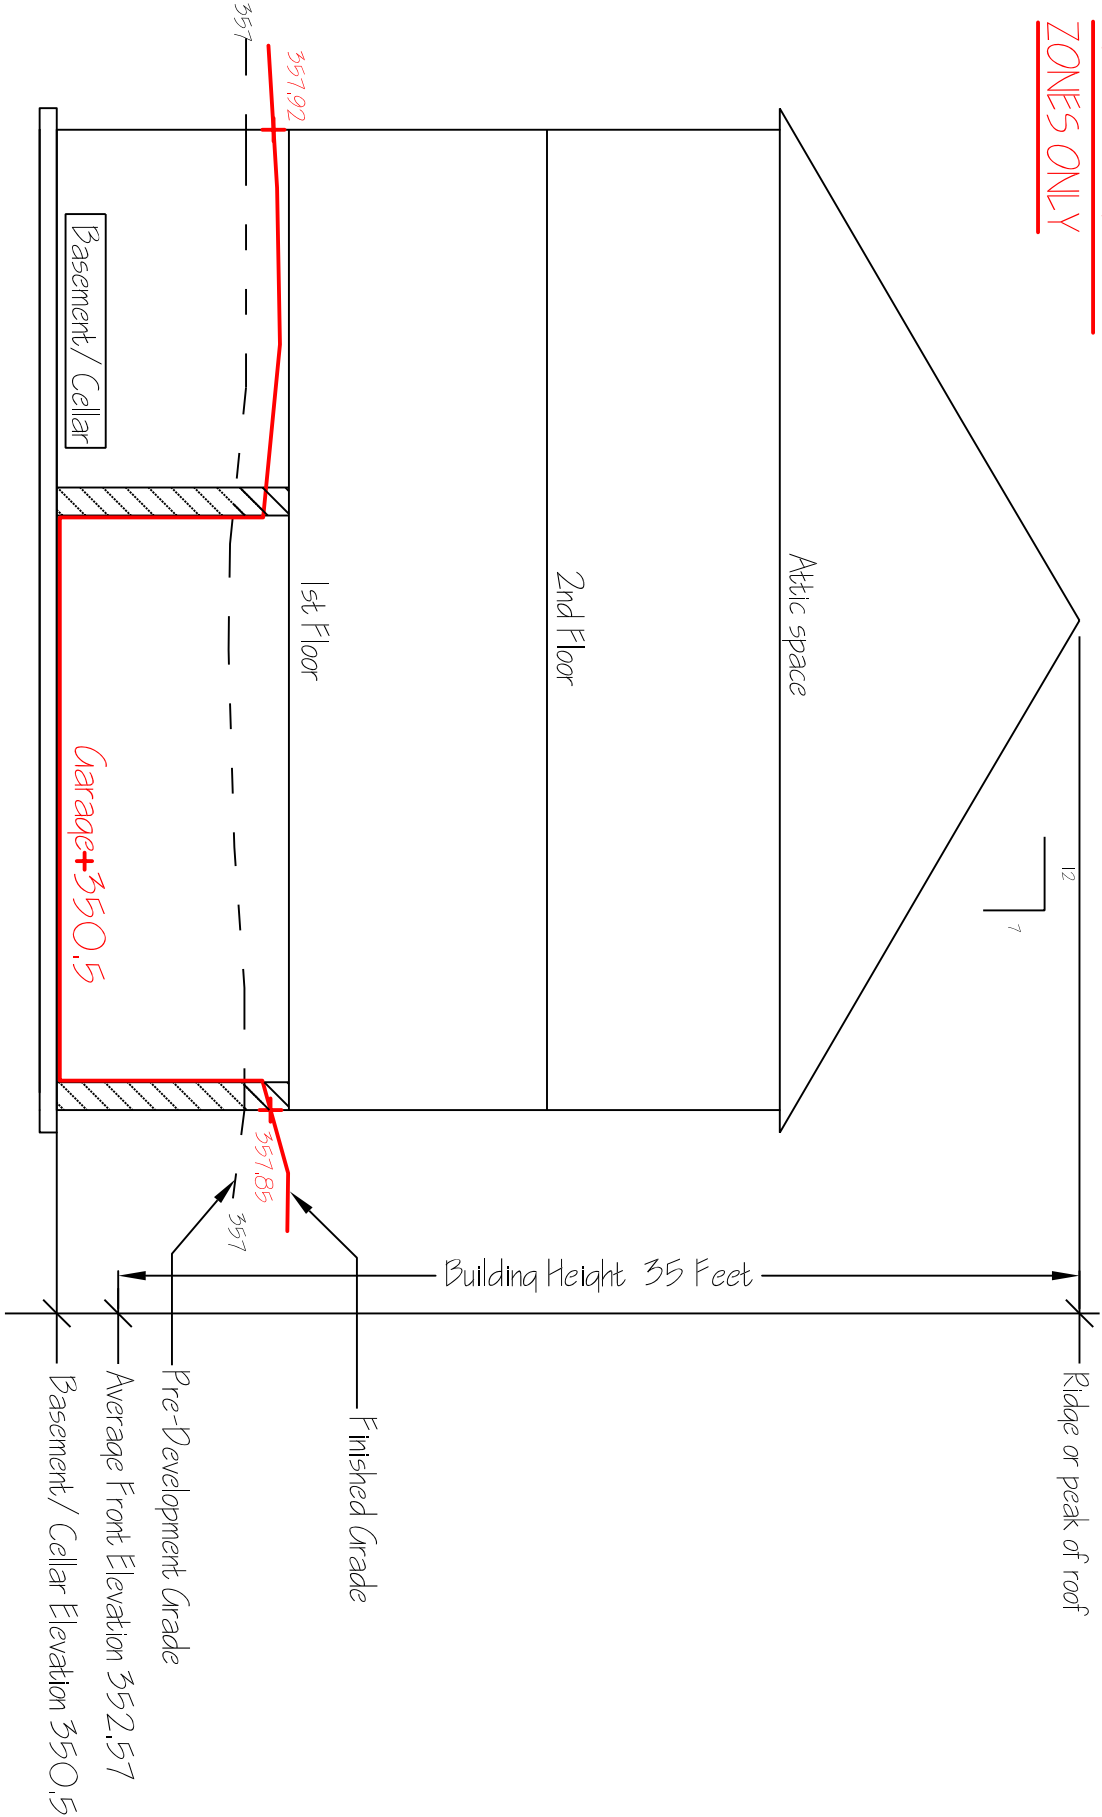 ZONES ONLY
Ridge or peak of roof
12
7
Attic space
2nd Floor
1st Floor
Building Height 35 Feet
357.92
357
357.85
357
Finished Grade
Pre-Development Grade
Basement/ Cellar
Garage+350.5
Average Front Elevation 352.57
Basement/ Cellar Elevation 350.5